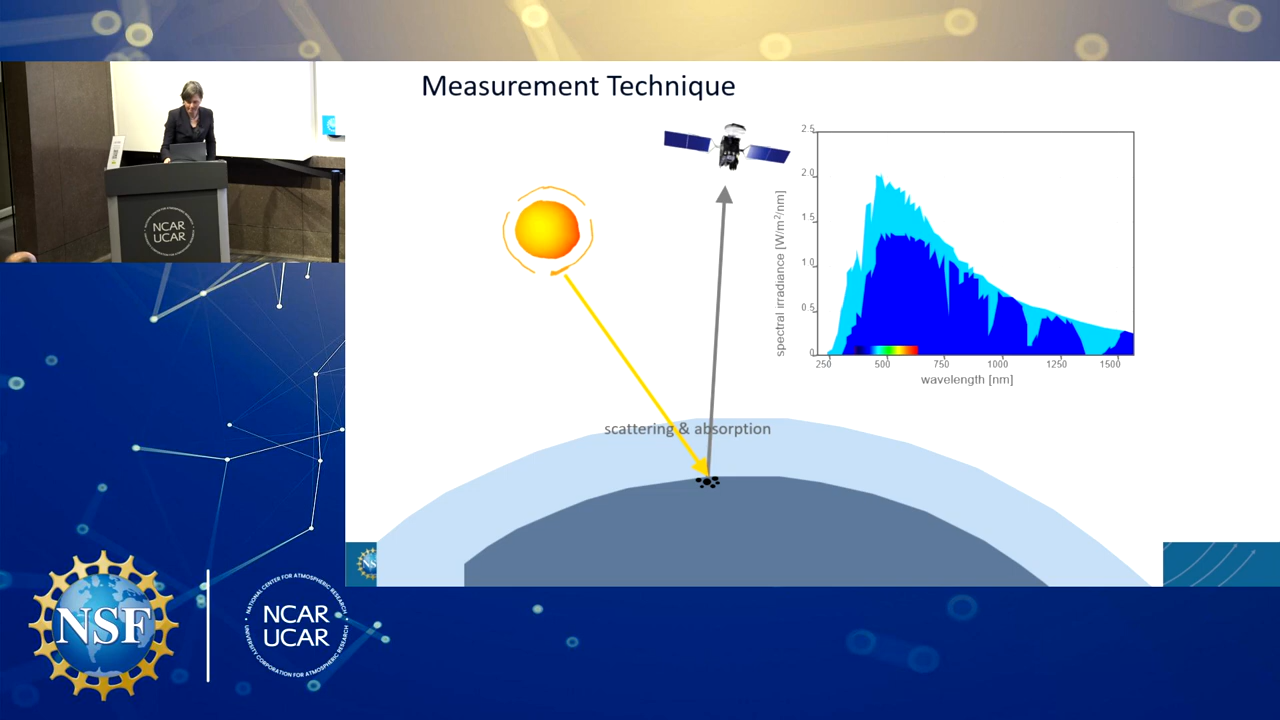 Measurement Technique
NCAR
UCAR
scattering & absorption
spectral irradiance [W/m²/nm]
2.5
2.0
1.5
1.0
0.5
0
250
500
750
1000
1250
1500
wavelength [nm]
NSF
NATIONAL CENTER FOR ATMOSPHERIC RESEARCH
NCAR
UCAR
UNIVERSITY CORPORATION FOR ATMOSPHERIC RESEARCH